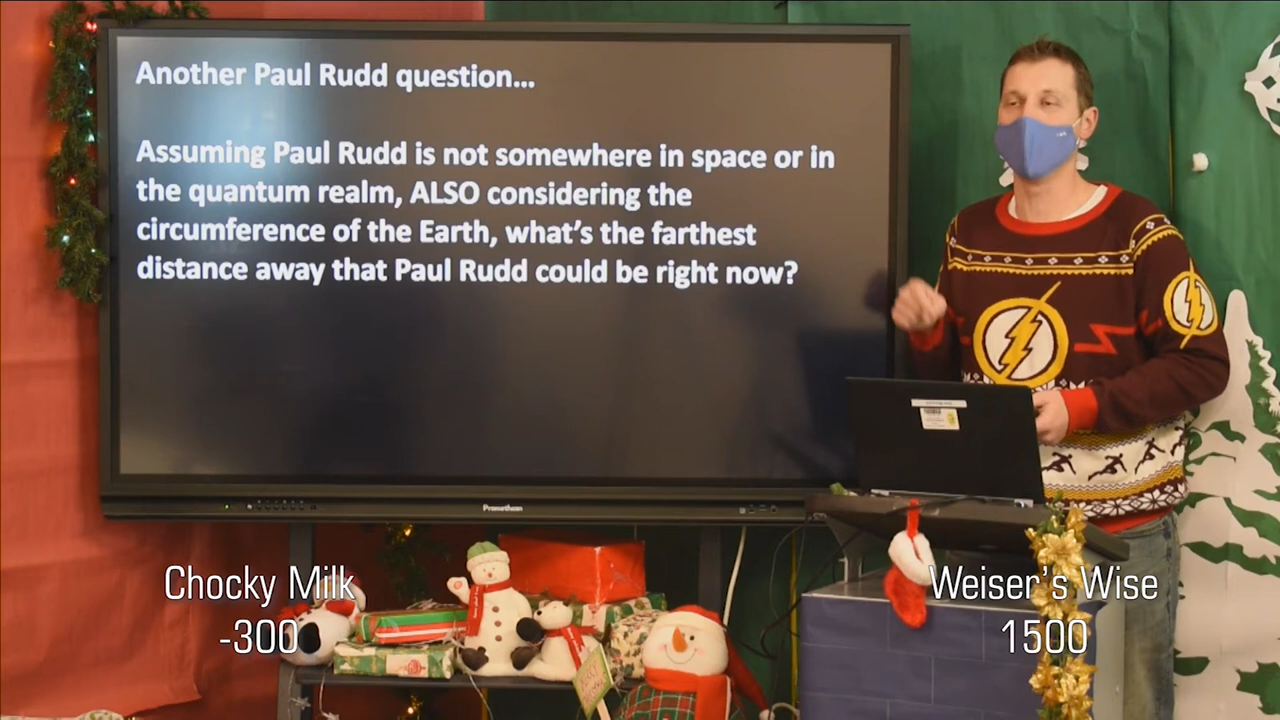 Another Paul Rudd question...
Assuming Paul Rudd is not somewhere in space or in
the quantum realm, ALSO considering the
circumference of the Earth, what's the farthest
distance away that Paul Rudd could be right now?
Promethean
Chocky Milk
-300
Weiser's Wise
1500